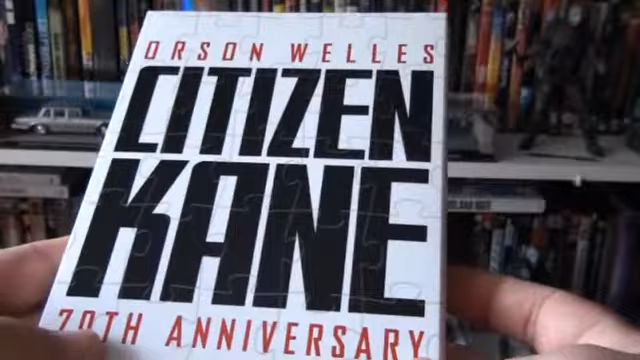 ORSON WELLES
CITIZEN
KANE
70TH ANNIVERSARY